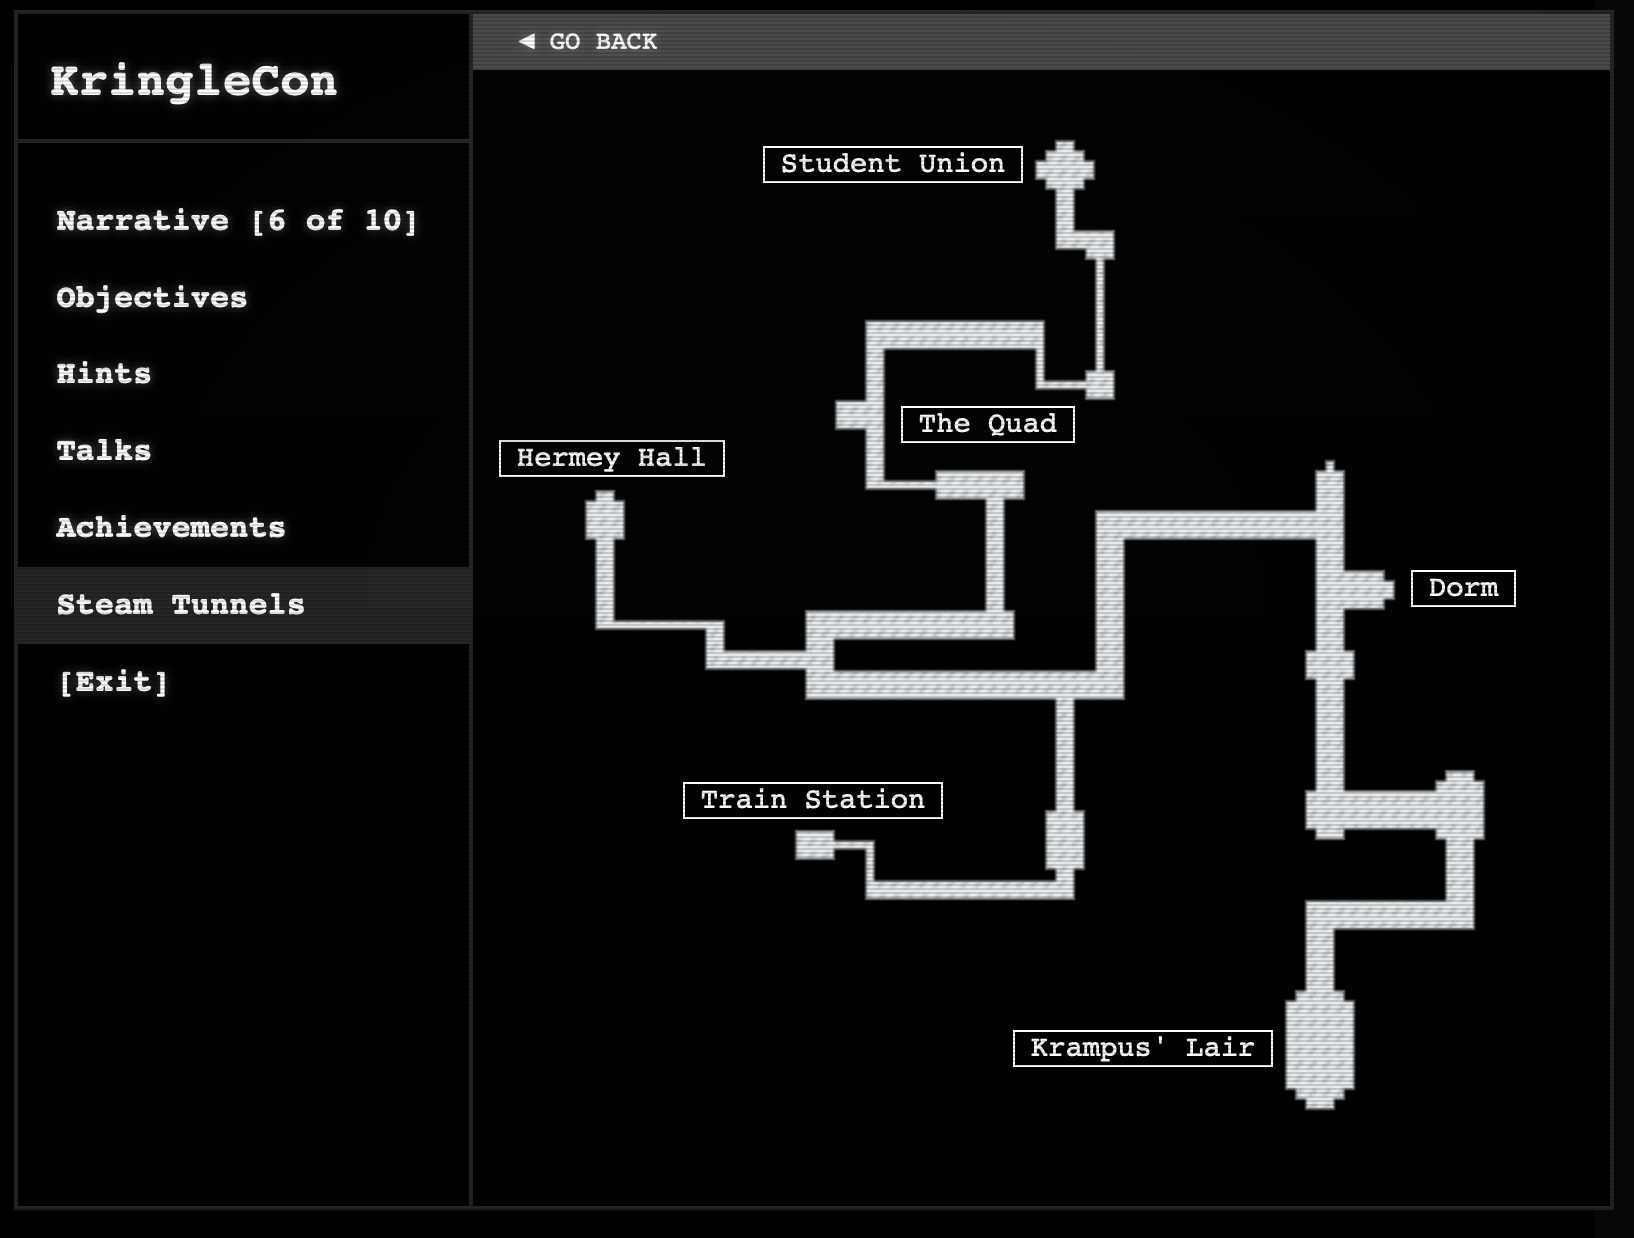 KringleCon
◄ GO BACK
Narrative [6 of 10]
Objectives
Hints
Talks
Achievements
Steam Tunnels
[Exit]
Student Union
The Quad
Hermey Hall
Dorm
Train Station
Krampus' Lair